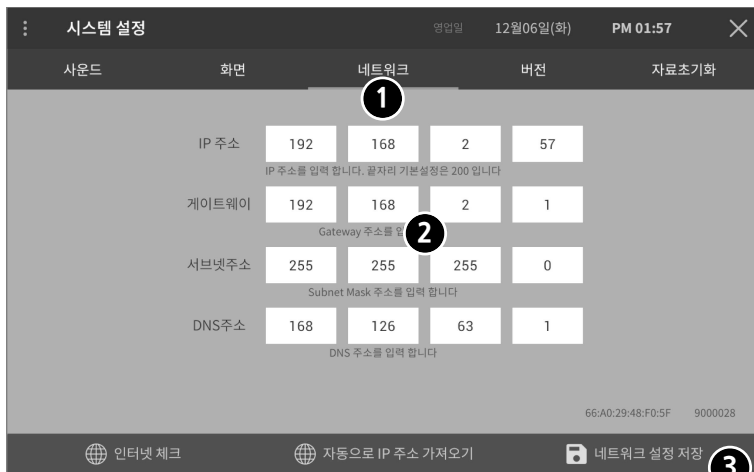 시스템 설정 영업일 12월06일(화) PM 01:57
사운드 화면 네트워크 버전 자료초기화
1
IP 주소 192 168 2 57
IP 주소를 입력 합니다. 끝자리 기본설정은 200 입니다
게이트웨이 192 168 2 1
Gateway 주소를 2
서브넷주소 255 255 255 0
Subnet Mask 주소를 입력 합니다
DNS주소 168 126 63 1
DNS 주소를 입력 합니다
66:A0:29:48:F0:5F 9000028
인터넷 체크 자동으로 IP 주소 가져오기 네트워크 설정 저장 3